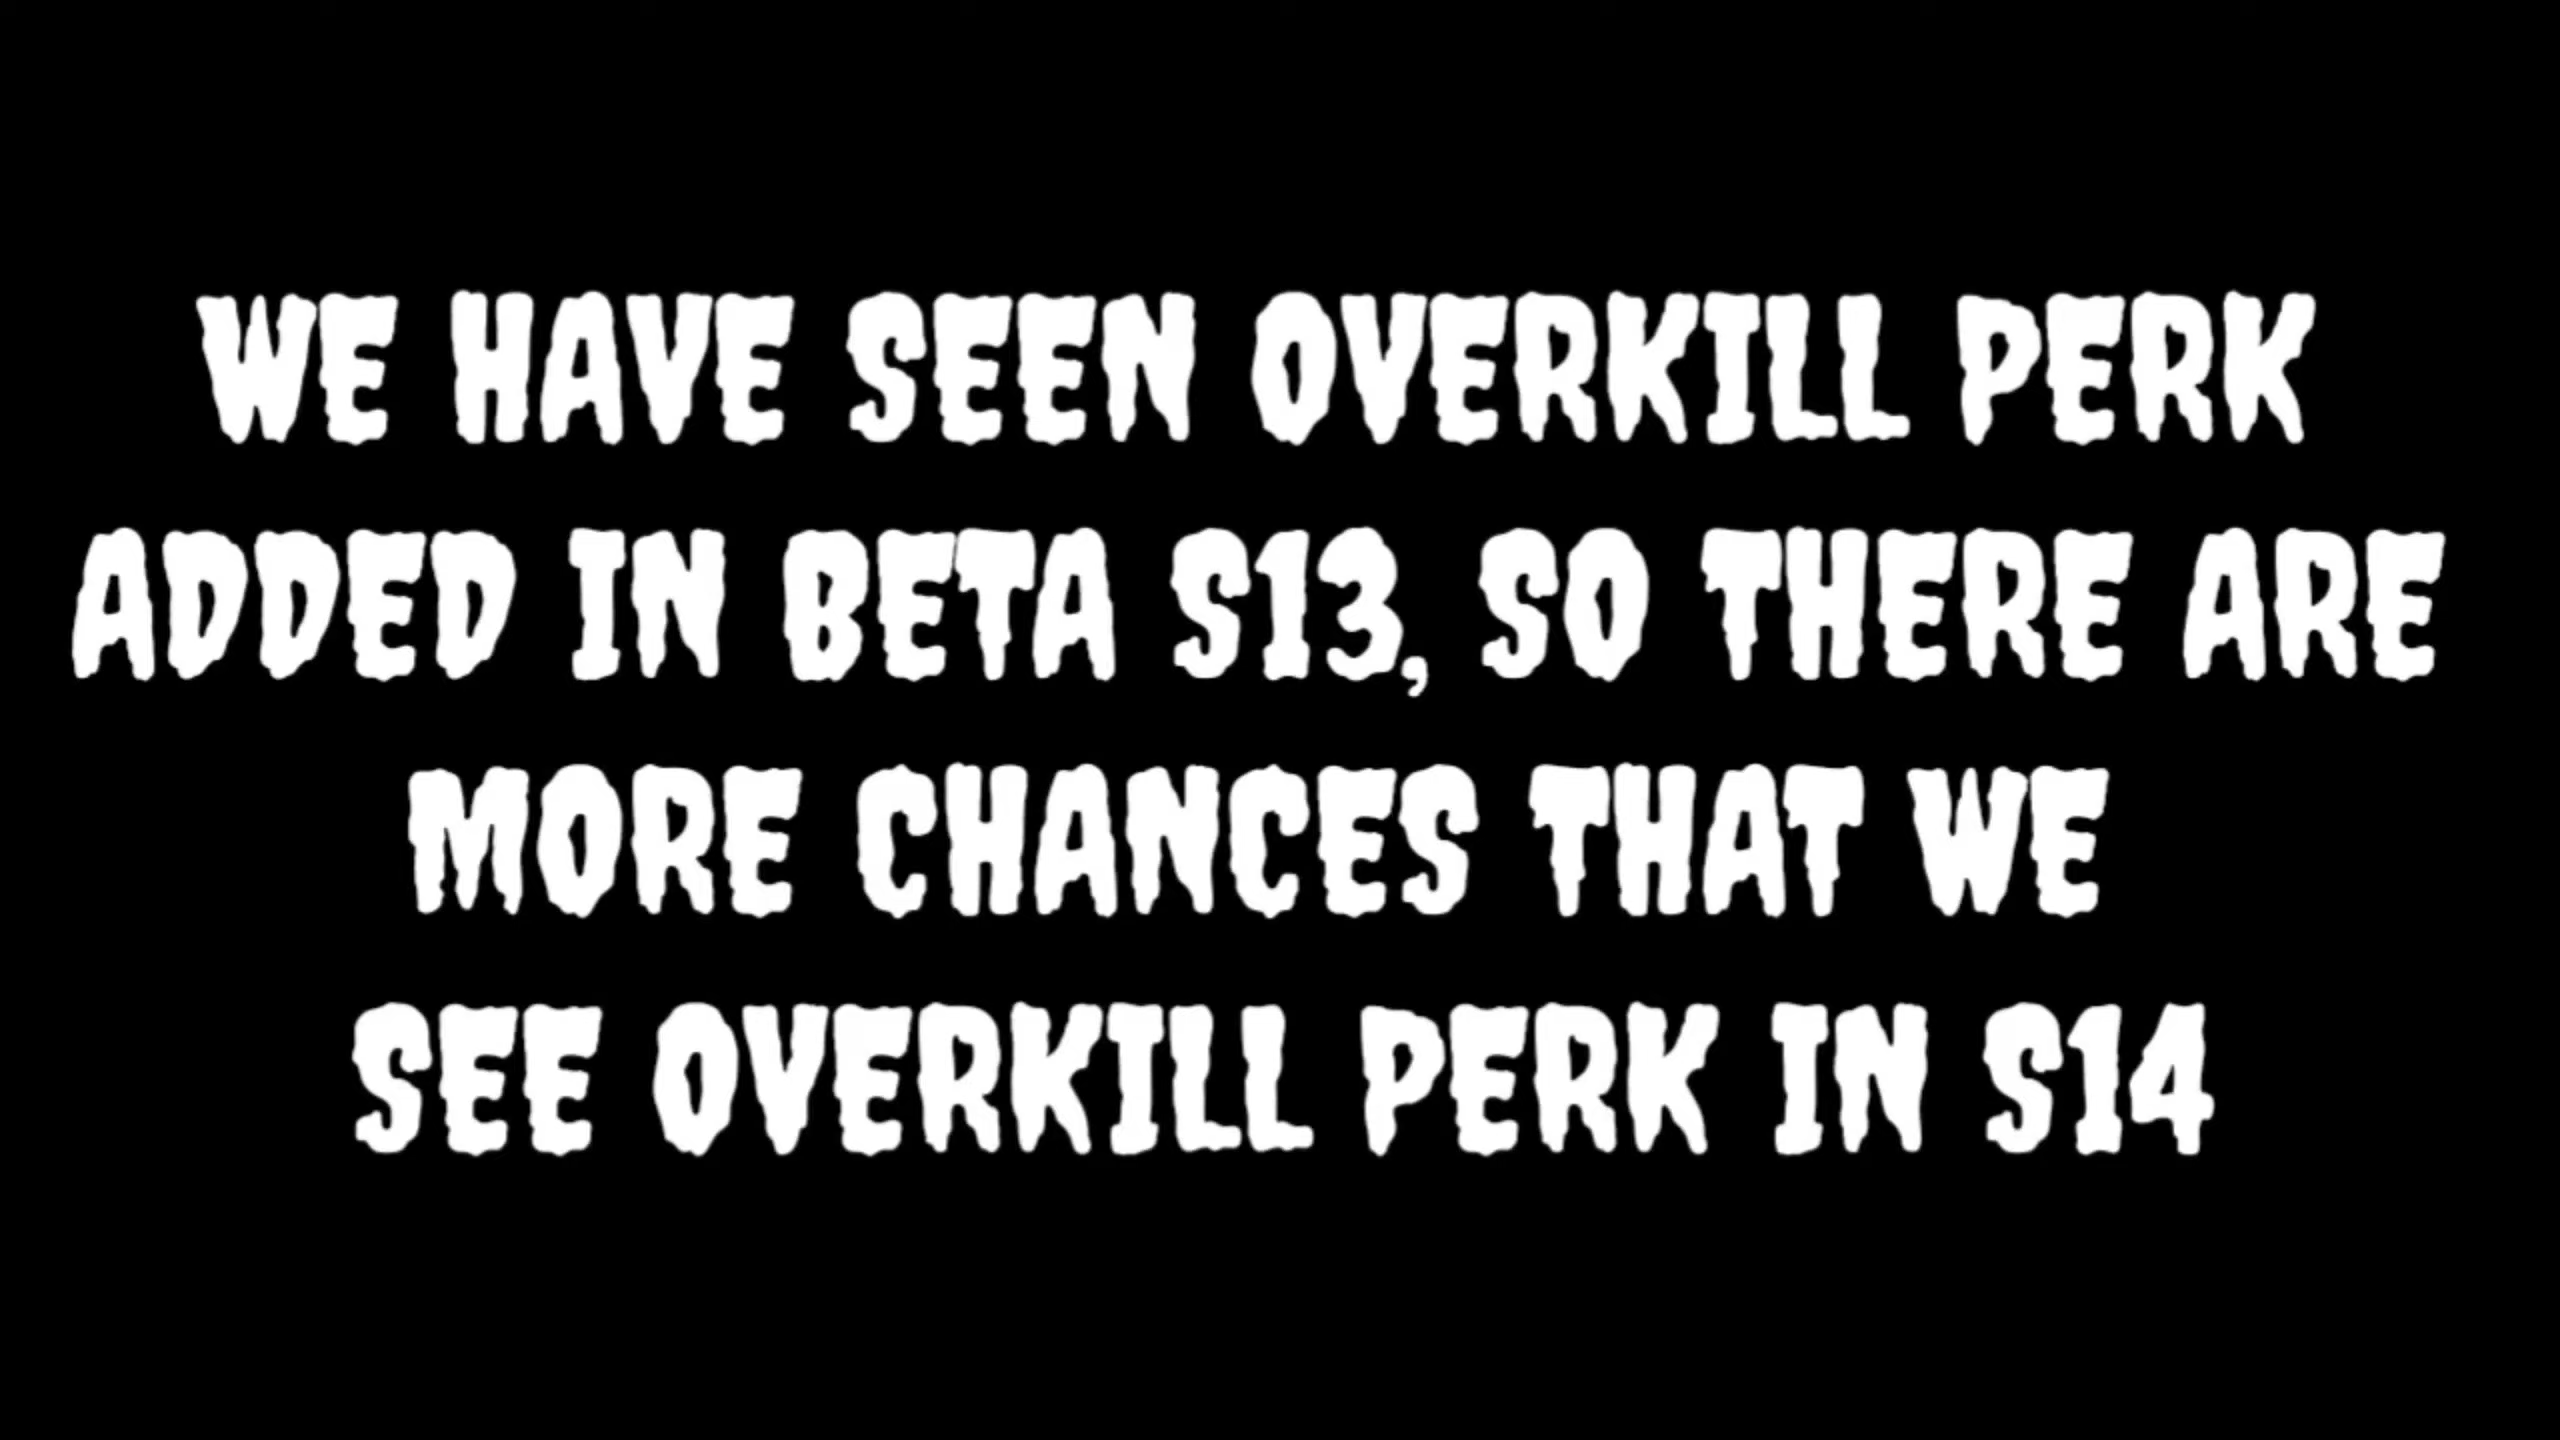 WE HAVE SEEN OVERKILL PERK
ADDED IN BETA S13, SO THERE ARE
MORE CHANCES THAT WE
SEE OVERKILL PERK IN S14